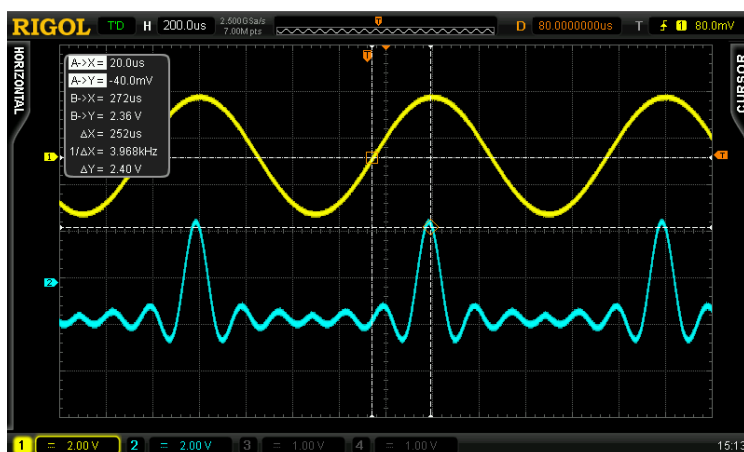 RIGOL T'D H 200.0us 2.500GSa/s 7.00M pts D 80.0000000us T 1 80.0mV
HORIZONTAL
CURSOR
A->X= 20.0us
A->Y= -40.0mV
B->X= 272us
B->Y= 2.36 V
ΔX= 252us
1/ΔX= 3.968kHz
ΔY= 2.40 V
T
1
T
2
1 = 2.00 V 2 = 2.00 V 3 = 1.00 V 4 = 1.00 V 15:13